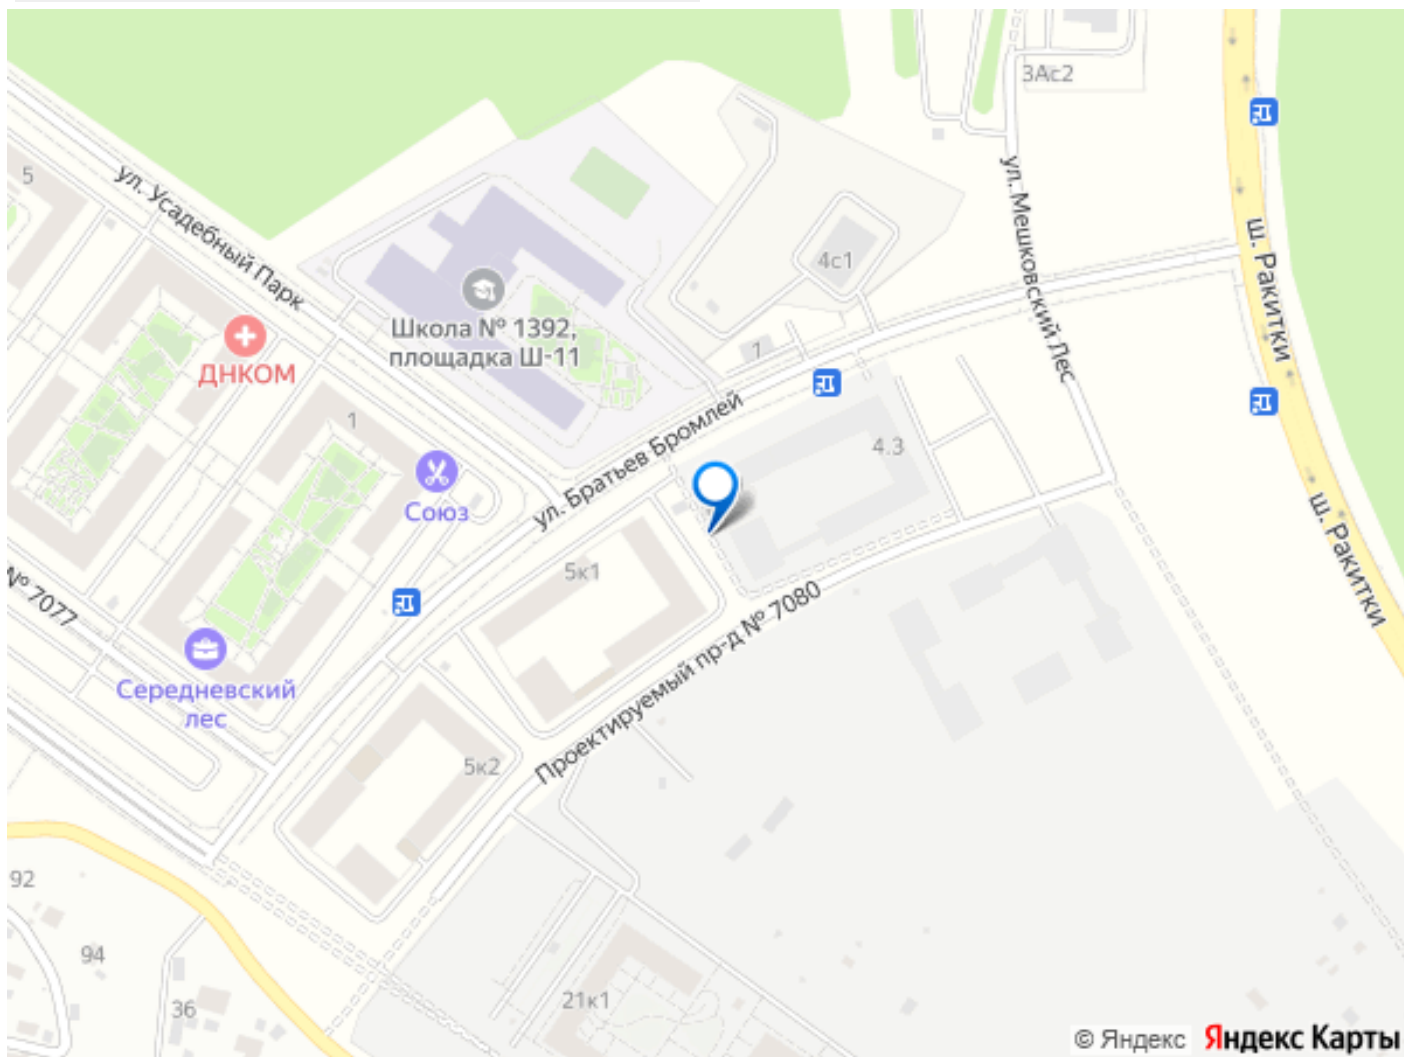 3Ас2
5
ул. Усадебный Парк
ул. Мешковский Лес
ш. Ракитки
4с1
Школа № 1392,
площадка Ш-11
ДНКОМ
1
ул. Братьев Бромлей
4.3
Союз
ш. Ракитки
5к1
№ 7077
Проектируемый пр-д № 7080
Середневский
лес
5к2
92
94
36
21к1
© Яндекс Яндекс Карты